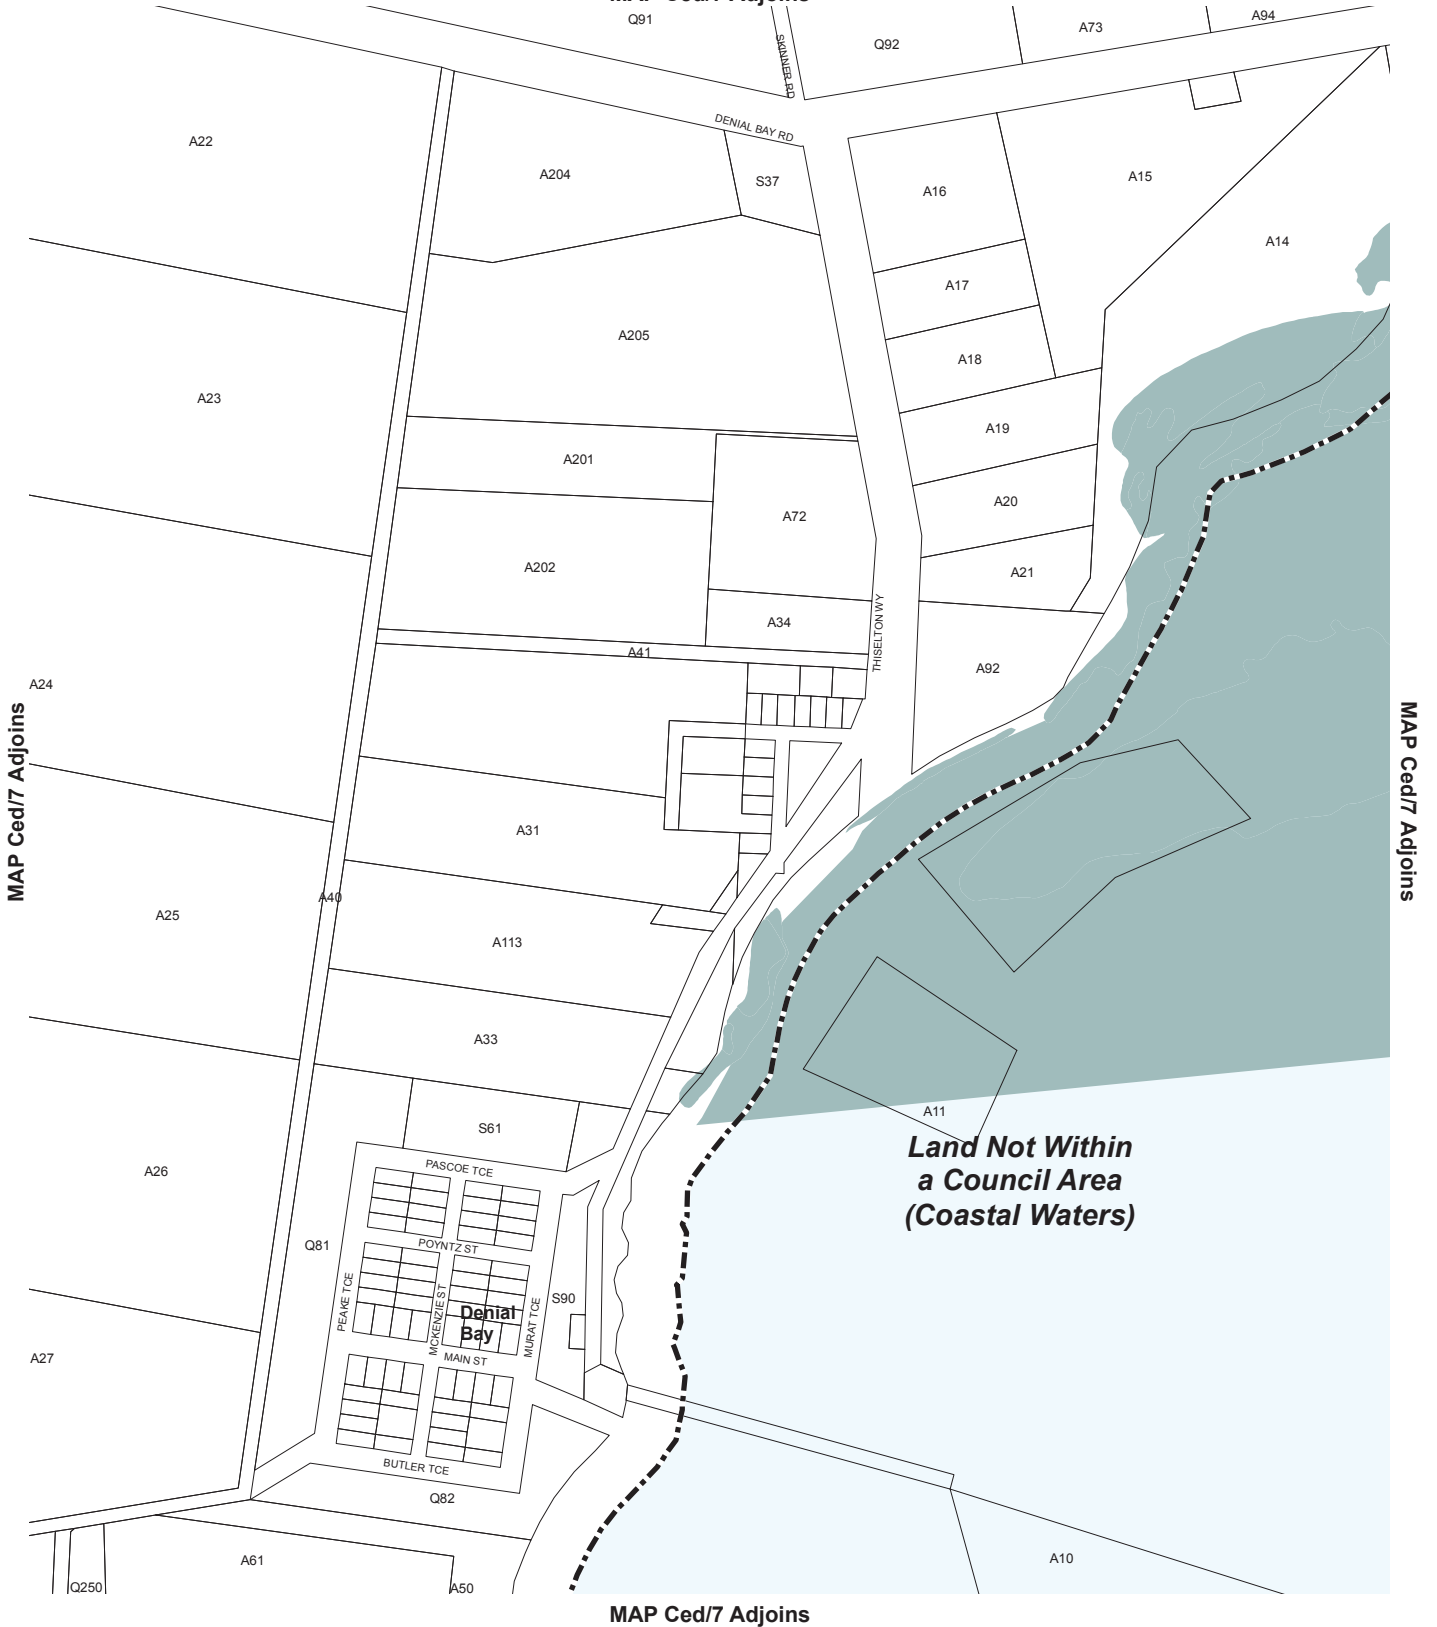 MAP Ced/7 Adjoins
Q91
A94
A73
Q92
SKINNER RD
DENIAL BAY RD
A22
A204
S37
A15
A16
A14
A17
A205
A18
A23
A19
A201
A20
A72
A202
A21
A34
THISELTON WY
A41
A92
A24
MAP Ced/7 Adjoins
MAP Ced/7 Adjoins
A31
A40
A25
A113
A33
A11
S61
Land Not Within
a Council Area
(Coastal Waters)
PASCOE TCE
A26
Q81
POYNTZ ST
PEAKE TCE
MCKENZIE ST
S90
Denial
Bay
MURAT TCE
MAIN ST
A27
BUTLER TCE
Q82
A61
A10
Q250
A50
MAP Ced/7 Adjoins